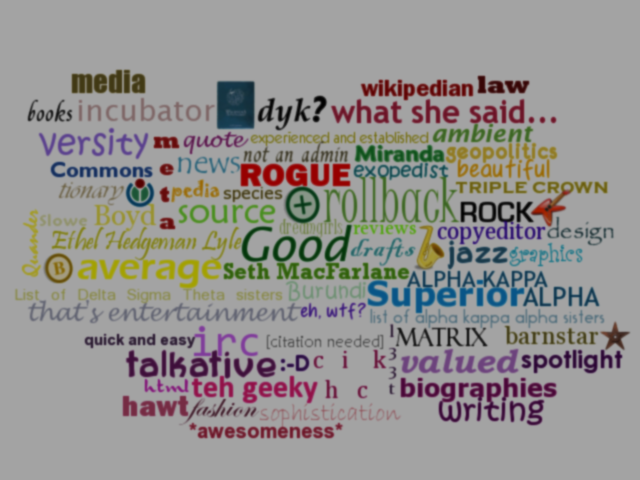 media wikipedian law
books incubator dyk? what she said...
versity m quote experienced and established ambient
Commons e news not an admin Miranda geopolitics
ROGUE exopedist beautiful
tionary t pedia species rollback TRIPLE CROWN
Quander Slowe Boyd a source dreamgirls reviews ROCK
Ethel Hedgeman Lyle Good drafts copyeditor design
B average Seth MacFarlane jazz graphics
ALPHA KAPPA
List of Delta Sigma Theta sisters Burundi Superior ALPHA
that's entertainment eh, wtf? list of alpha kappa alpha sisters
quick and easy irc [citation needed] 1337 MATRIX barnstar
talkative :-D c i k valued spotlight
html teh geeky h c t biographies
hawt fashion sophistication writing
*awesomeness*